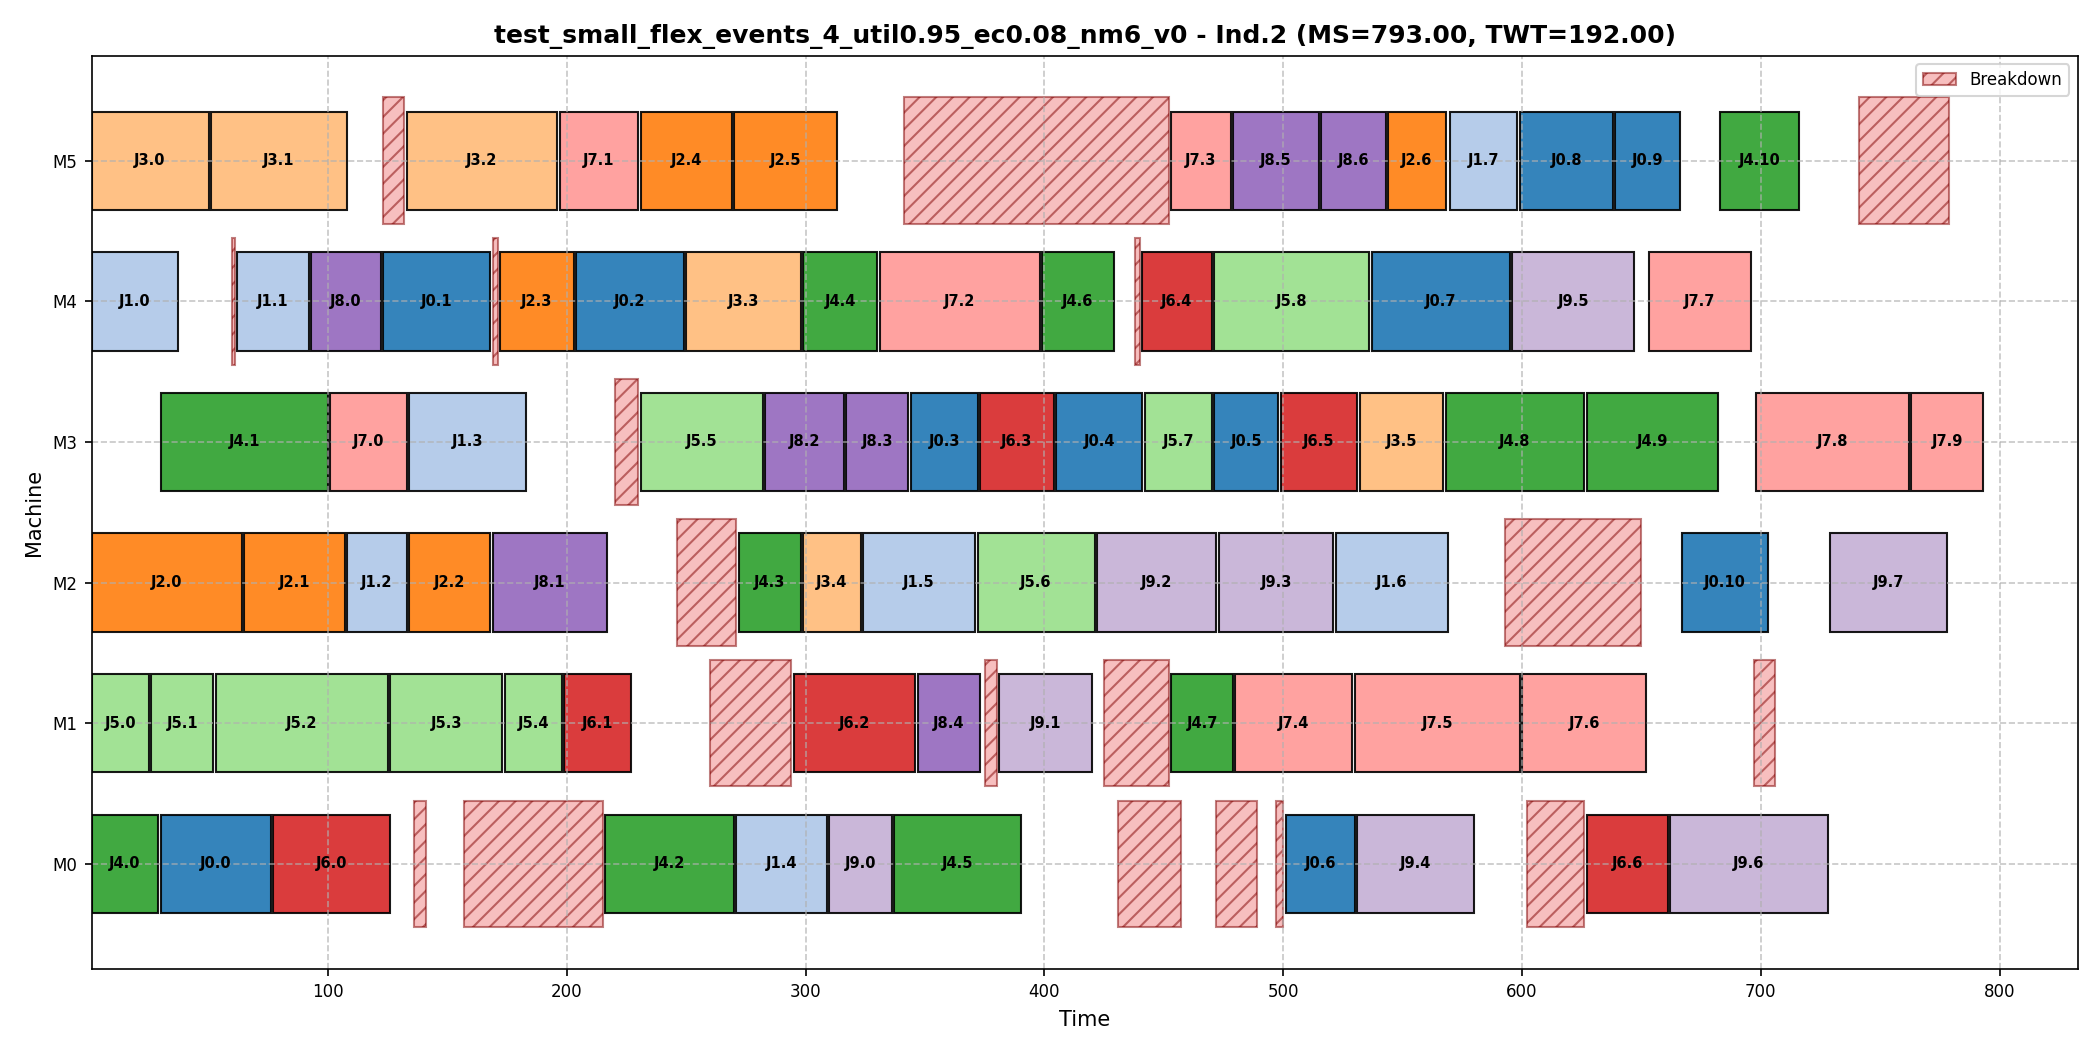 test_small_flex_events_4_util0.95_ec0.08_nm6_v0 - Ind.2 (MS=793.00, TWT=192.00)
Breakdown
M5 J3.0 J3.1 J3.2 J7.1 J2.4 J2.5 J7.3 J8.5 J8.6 J2.6 J1.7 J0.8 J0.9 J4.10
M4 J1.0 J1.1 J8.0 J0.1 J2.3 J0.2 J3.3 J4.4 J7.2 J4.6 J6.4 J5.8 J0.7 J9.5 J7.7
M3 J4.1 J7.0 J1.3 J5.5 J8.2 J8.3 J0.3 J6.3 J0.4 J5.7 J0.5 J6.5 J3.5 J4.8 J4.9 J7.8 J7.9
Machine
M2 J2.0 J2.1 J1.2 J2.2 J8.1 J4.3 J3.4 J1.5 J5.6 J9.2 J9.3 J1.6 J0.10 J9.7
M1 J5.0 J5.1 J5.2 J5.3 J5.4 J6.1 J6.2 J8.4 J9.1 J4.7 J7.4 J7.5 J7.6
M0 J4.0 J0.0 J6.0 J4.2 J1.4 J9.0 J4.5 J0.6 J9.4 J6.6 J9.6
100 200 300 400 500 600 700 800
Time